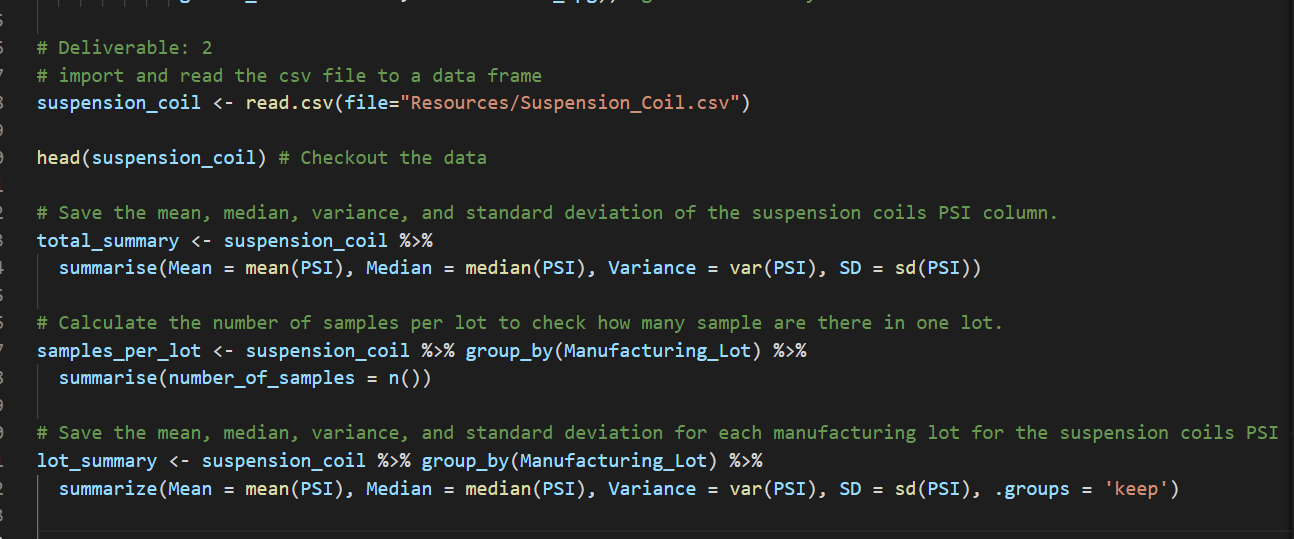 # Deliverable: 2
# import and read the csv file to a data frame
suspension_coil <- read.csv(file="Resources/Suspension_Coil.csv")
head(suspension_coil) # Checkout the data
# Save the mean, median, variance, and standard deviation of the suspension coils PSI column.
total_summary <- suspension_coil %>%
summarise(Mean = mean(PSI), Median = median(PSI), Variance = var(PSI), SD = sd(PSI))
# Calculate the number of samples per lot to check how many sample are there in one lot.
samples_per_lot <- suspension_coil %>% group_by(Manufacturing_Lot) %>%
summarise(number_of_samples = n())
# Save the mean, median, variance, and standard deviation for each manufacturing lot for the suspension coils PSI
lot_summary <- suspension_coil %>% group_by(Manufacturing_Lot) %>%
summarize(Mean = mean(PSI), Median = median(PSI), Variance = var(PSI), SD = sd(PSI), .groups = 'keep')